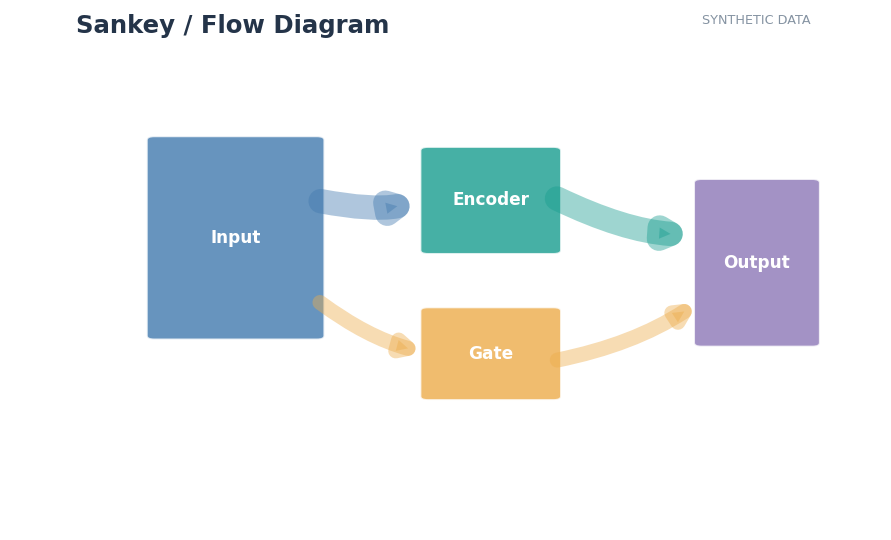 Sankey / Flow Diagram
SYNTHETIC DATA
Input
Encoder
Gate
Output